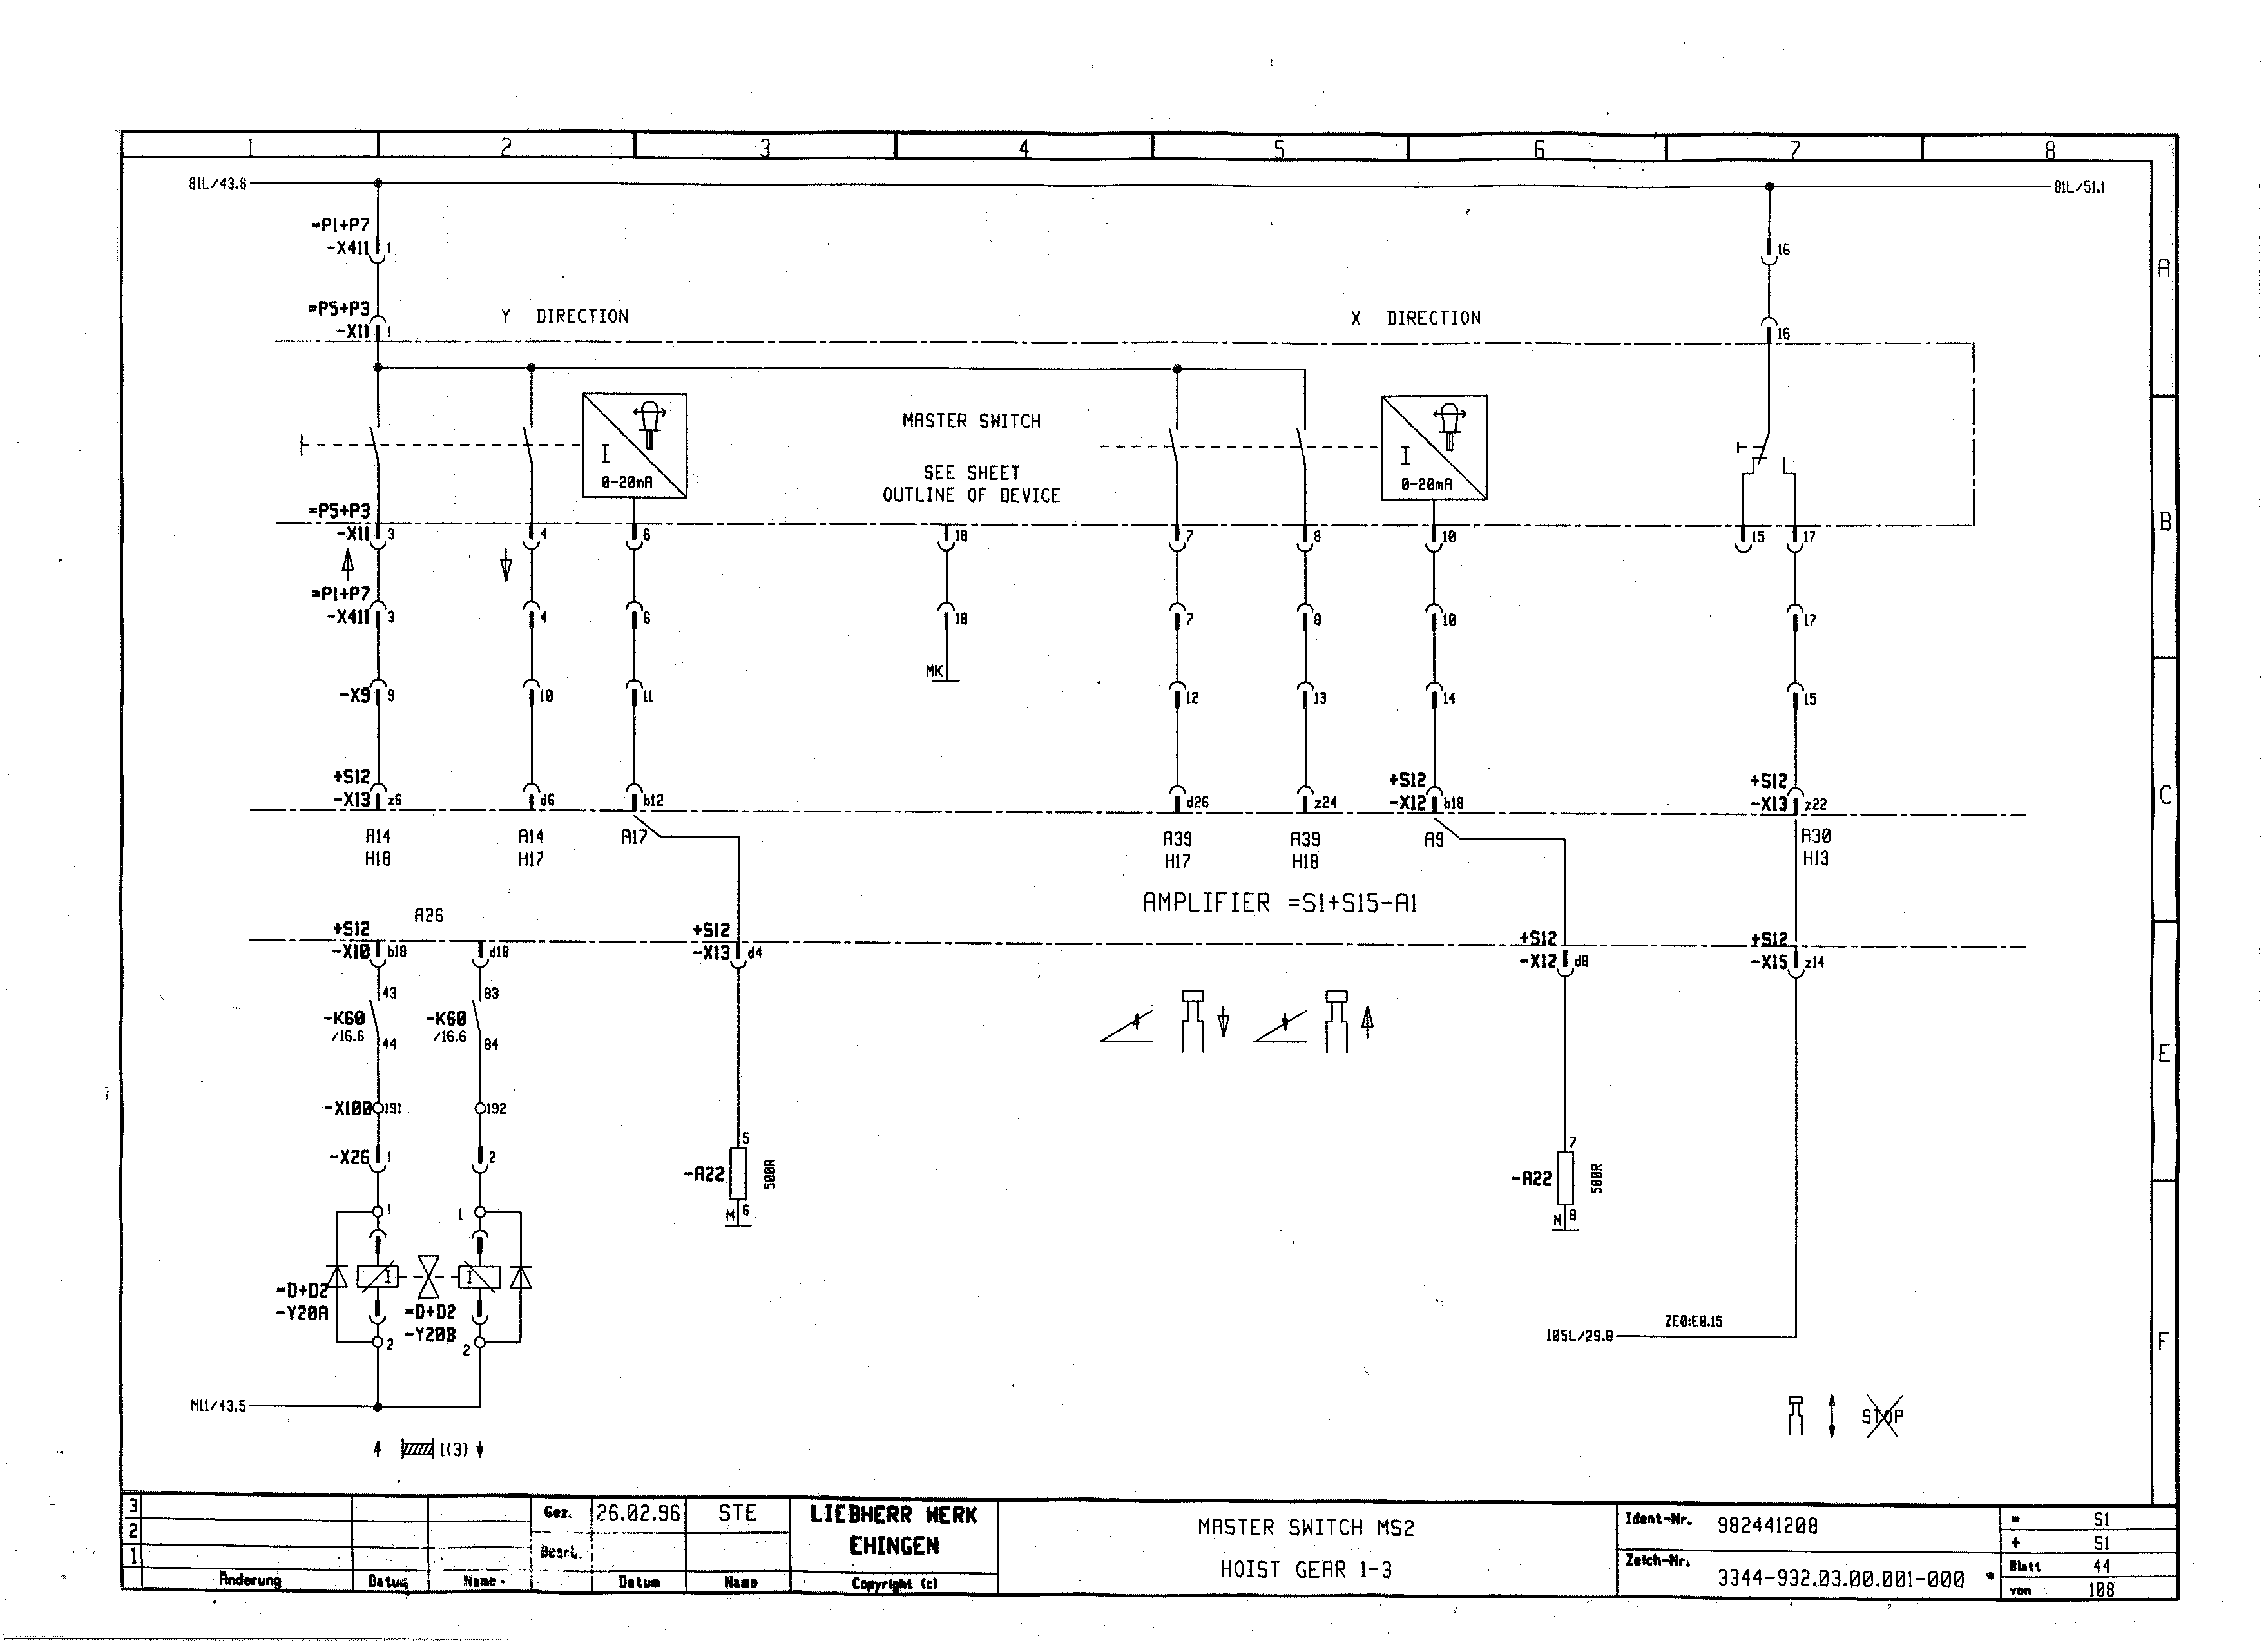 1 2 3 4 5 6 7 8
81L/43.8
81L/51.1
=P1+P7
-X411 1
16
A
=P5+P3
-X11 1
Y DIRECTION
X DIRECTION
16
MASTER SWITCH
I
0-20mA
I
0-20mA
SEE SHEET
OUTLINE OF DEVICE
=P5+P3
-X11 3 4 6 18 7 8 10 15 17
B
=P1+P7
-X411 3 4 6 18 7 8 10 17
MK
-X9 9 10 11 12 13 14 15
+S12
-X13 z6 d6 b12 d26 z24
+S12
-X12 b18
+S12
-X13 z22
C
A14
H18
A14
H17
A17
A39
H17
A39
H18
A9
A30
H13
AMPLIFIER =S1+S15-A1
A26
+S12
-X10 b18 d18
+S12
-X13 d4
+S12
-X12 d8
+S12
-X15 z14
43
-K60
/16.6
44
83
-K60
/16.6
84
E
-X100 191 192
-X26 1 2
5
-A22
500R
M 6
7
-A22
500R
M 8
1 1
I I
=D+D2
-Y20A
=D+D2
-Y20B
2 2
ZE0:E0.15
105L/29.8
F
M11/43.5
1(3)
STOP
3
2
1
Änderung Datum Name
Gez. 26.02.96 STE
Bearb.
Datum Name
LIEBHERR WERK
EHINGEN
Copyright (c)
MASTER SWITCH MS2
HOIST GEAR 1-3
Ident-Nr. 982441208
Zeich-Nr. 3344-932.03.00.001-000
= S1
+ S1
Blatt 44
von 108